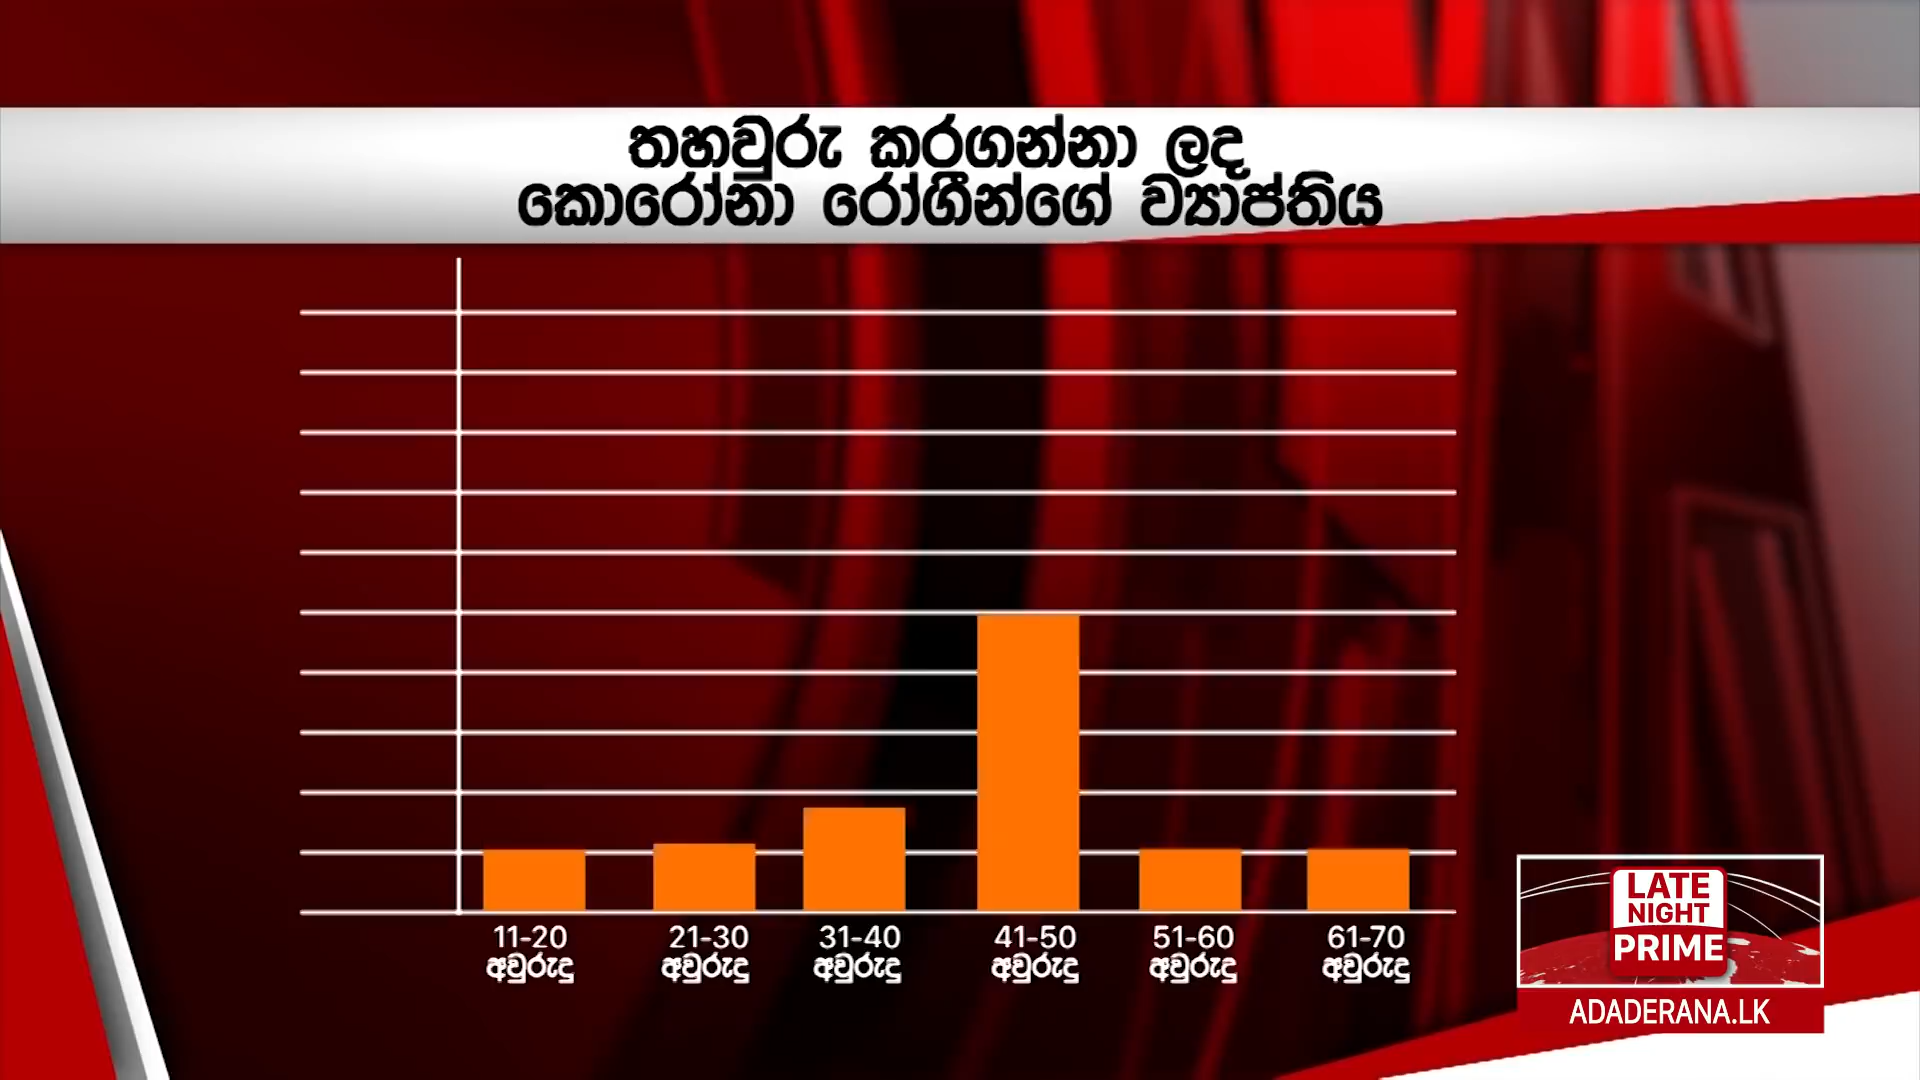 තහවුරු කරගන්නා ලද
කොරෝනා රෝගීන්ගේ ව්‍යාප්තිය
11-20 21-30 31-40 41-50 51-60 61-70
අවුරුදු අවුරුදු අවුරුදු අවුරුදු අවුරුදු අවුරුදු
LATE
NIGHT
PRIME
ADADERANA.LK